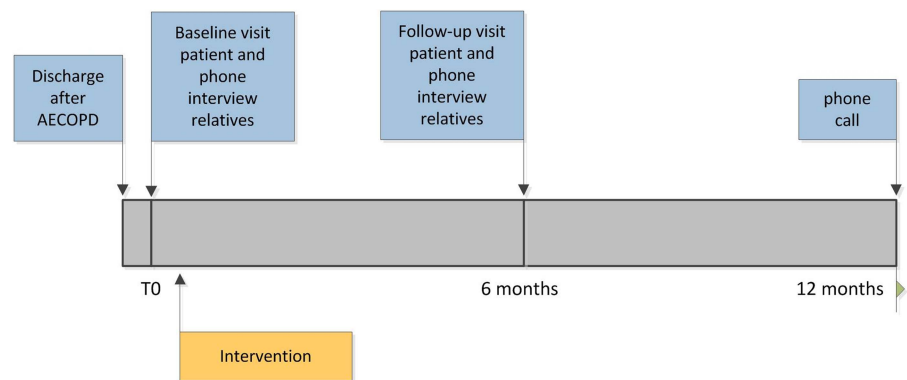 Discharge
after
AECOPD
Baseline visit
patient and
phone
interview
relatives
Follow-up visit
patient and
phone
interview
relatives
phone
call
T0
6 months
12 months
Intervention